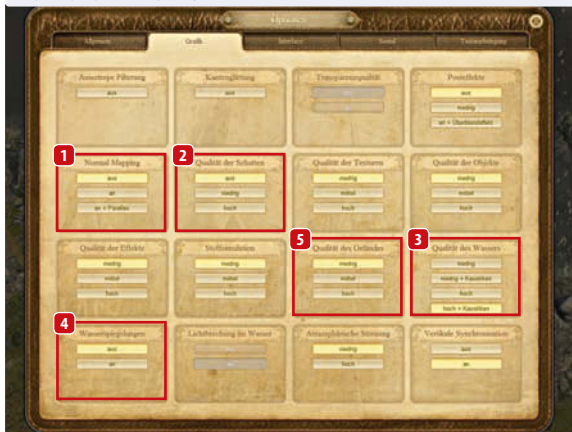 Optionen
Allgemein
Grafik
Interface
Sound
Anisotrope Filterung
aus
Kantenglättung
aus
Transparenzqualität
Posteffekte
aus
niedrig
an + Überblendeffekt
1
Normal Mapping
aus
an
an + Parallax
2
Qualität der Schatten
aus
niedrig
hoch
Qualität der Texturen
niedrig
mittel
hoch
Qualität der Objekte
niedrig
mittel
hoch
Qualität der Effekte
niedrig
mittel
hoch
Stoffsimulation
niedrig
mittel
hoch
5
Qualität des Geländes
niedrig
mittel
hoch
3
Qualität des Wassers
niedrig
niedrig + Kaustiken
hoch
hoch + Kaustiken
4
Wasserspiegelungen
aus
an
Lichtbrechung im Wasser
Atmosphärische Streuung
niedrig
hoch
Vertikale Synchronisation
aus
an